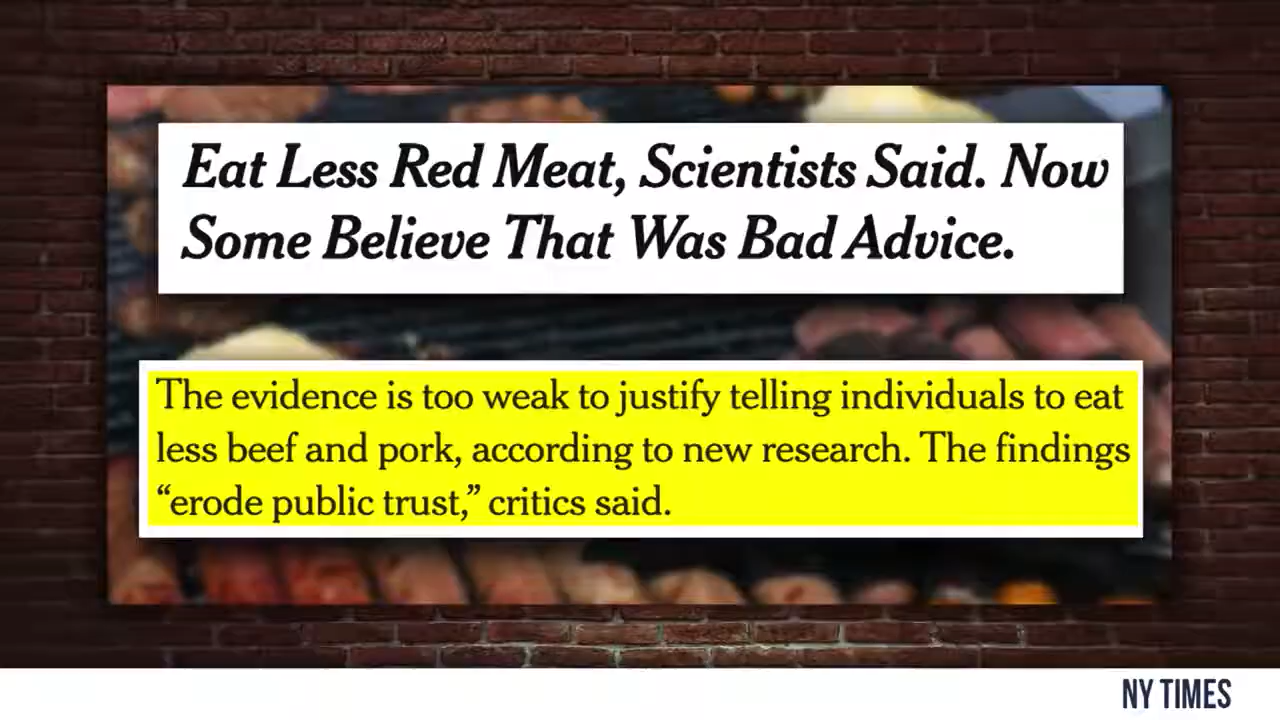 Eat Less Red Meat, Scientists Said. Now
Some Believe That Was Bad Advice.
The evidence is too weak to justify telling individuals to eat
less beef and pork, according to new research. The findings
“erode public trust,” critics said.
NY TIMES